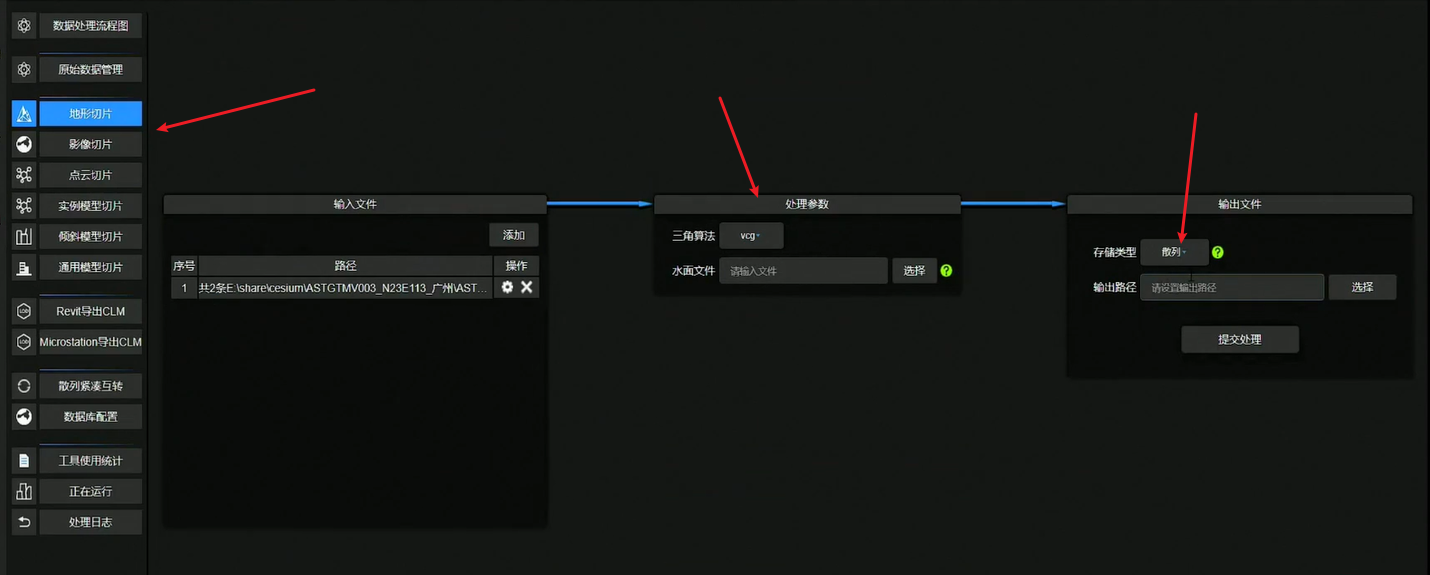 数据处理流程图
原始数据管理
地形切片
影像切片
点云切片
实例模型切片
倾斜模型切片
通用模型切片
Revit导出CLM
Microstation导出CLM
散列紧凑互转
数据库配置
工具使用统计
正在运行
处理日志
输入文件
添加
序号 路径 操作
1 共2条E:\share\cesium\ASTGTMV003_N23E113_广州\AST...
处理参数
三角算法 vcg
水面文件 请输入文件 选择 ?
输出文件
存储类型 散列 ?
输出路径 请设置输出路径 选择
提交处理